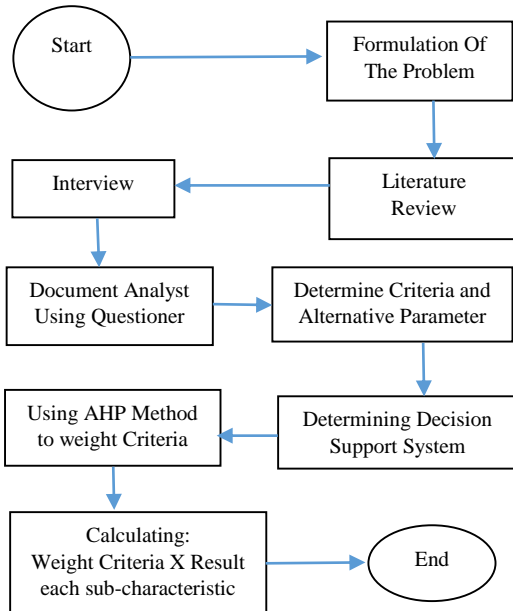 Start
Formulation Of
The Problem
Literature
Review
Interview
Document Analyst
Using Questioner
Determine Criteria and
Alternative Parameter
Determining Decision
Support System
Using AHP Method
to weight Criteria
Calculating:
Weight Criteria X Result
each sub-characteristic
End